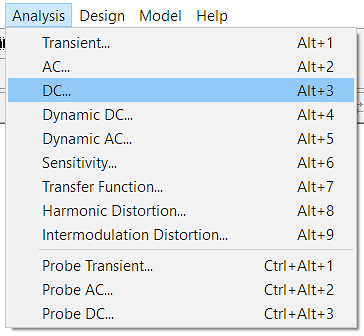 Analysis Design Model Help
Transient... Alt+1
AC... Alt+2
DC... Alt+3
Dynamic DC... Alt+4
Dynamic AC... Alt+5
Sensitivity... Alt+6
Transfer Function... Alt+7
Harmonic Distortion... Alt+8
Intermodulation Distortion... Alt+9
Probe Transient... Ctrl+Alt+1
Probe AC... Ctrl+Alt+2
Probe DC... Ctrl+Alt+3